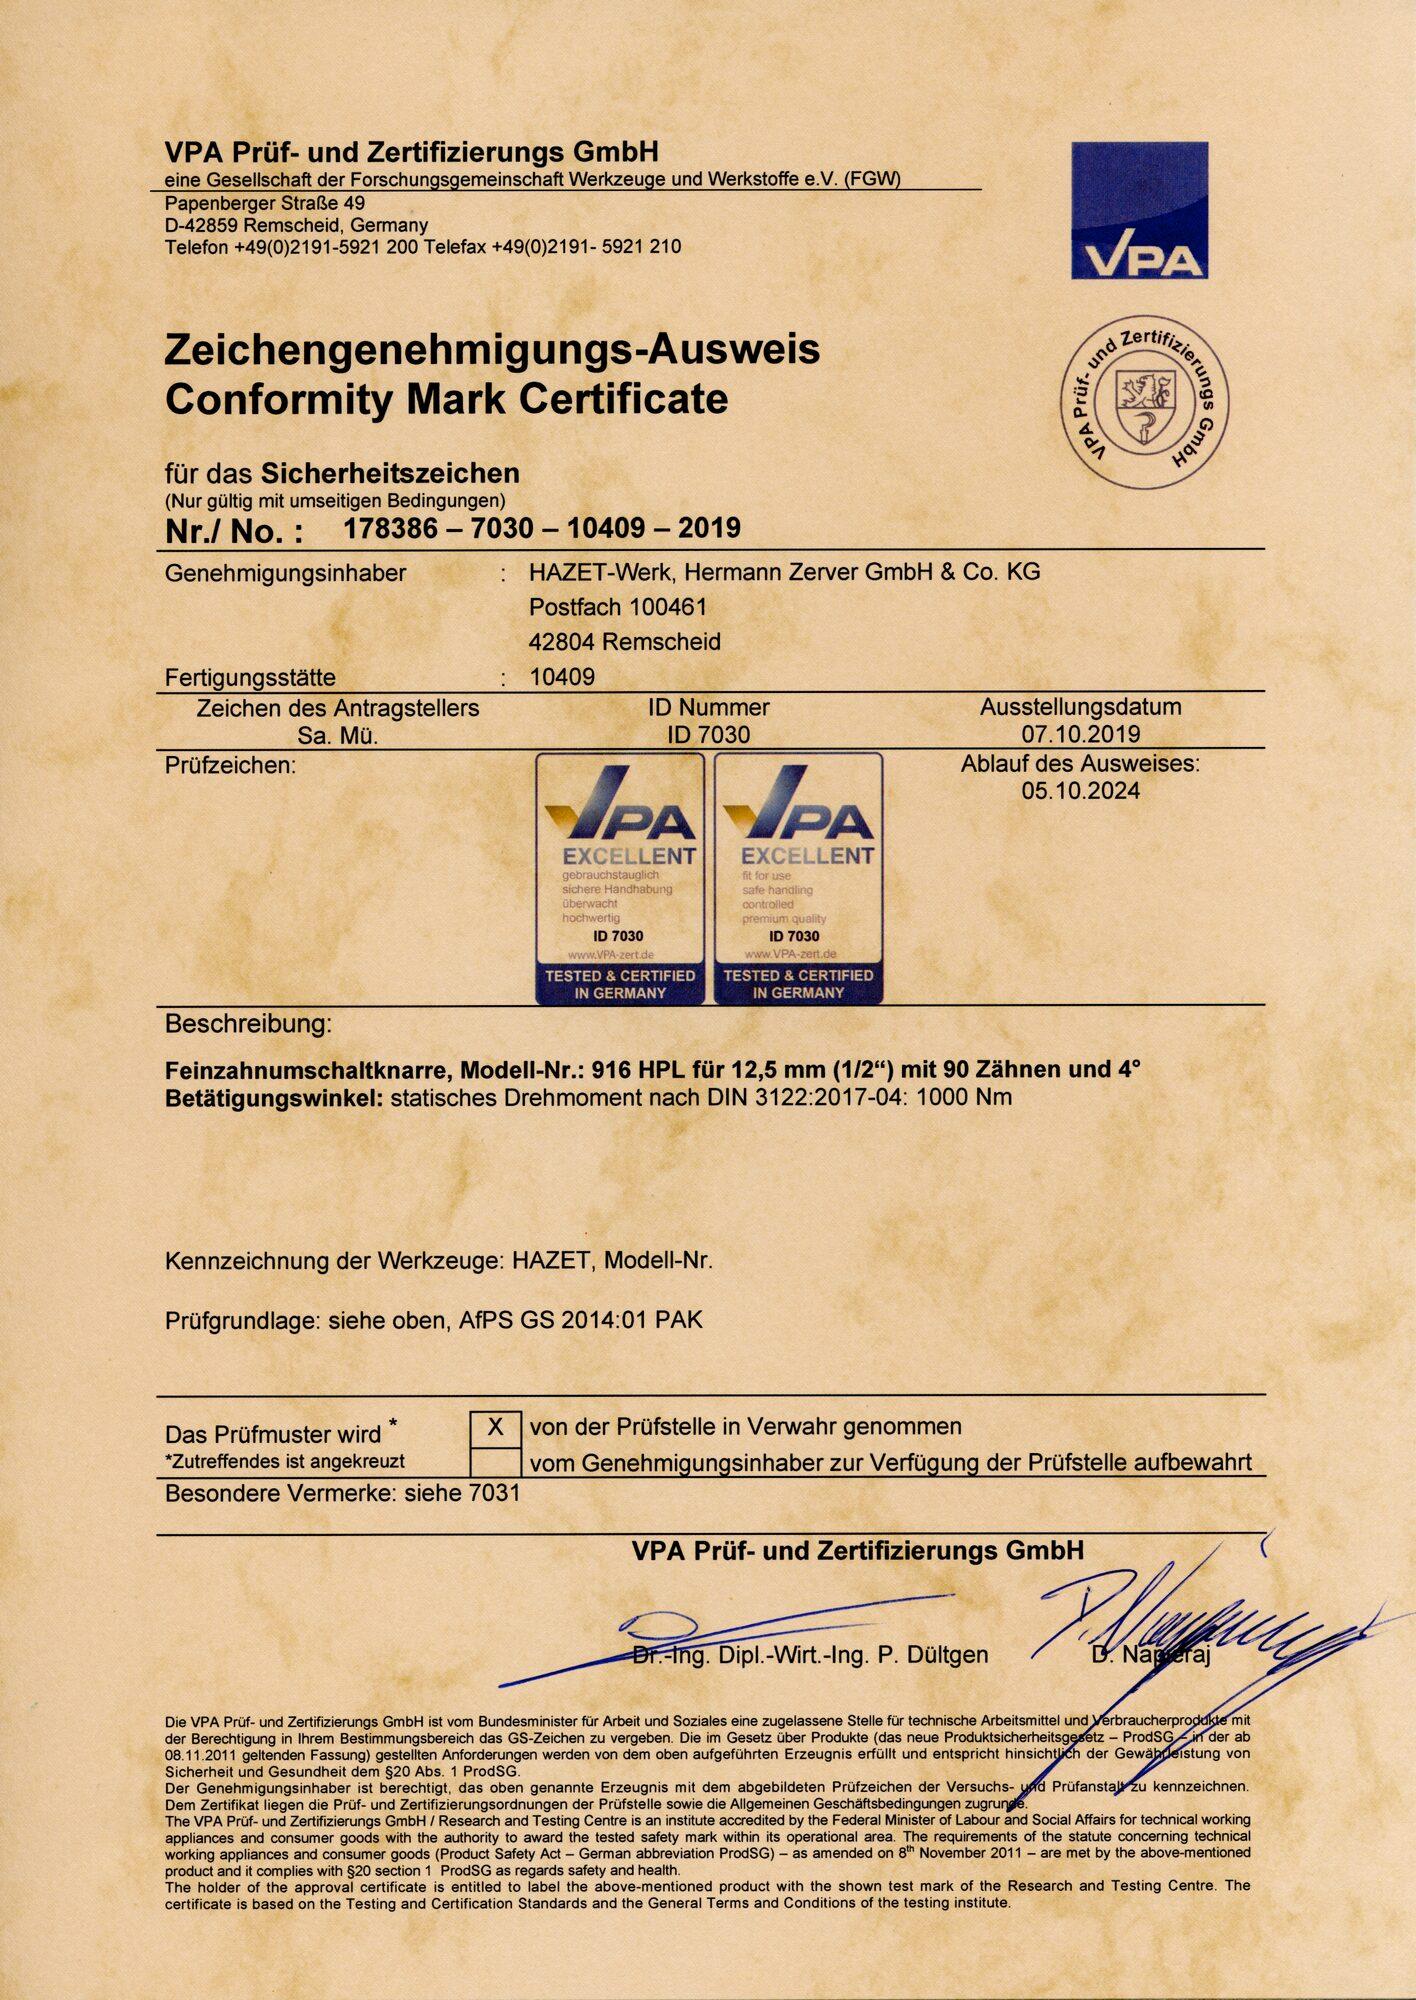 VPA Prüf- und Zertifizierungs GmbH
eine Gesellschaft der Forschungsgemeinschaft Werkzeuge und Werkstoffe e.V. (FGW)
Papenberger Straße 49
D-42859 Remscheid, Germany
Telefon +49(0)2191-5921 200 Telefax +49(0)2191- 5921 210
VPA
Zeichengenehmigungs-Ausweis
Conformity Mark Certificate
VPA Prüf- und Zertifizierungs GmbH
für das Sicherheitszeichen
(Nur gültig mit umseitigen Bedingungen)
Nr./ No. : 178386 – 7030 – 10409 – 2019
Genehmigungsinhaber : HAZET-Werk, Hermann Zerver GmbH & Co. KG
Postfach 100461
42804 Remscheid
Fertigungsstätte : 10409
Zeichen des Antragstellers ID Nummer Ausstellungsdatum
Sa. Mü. ID 7030 07.10.2019
Prüfzeichen: Ablauf des Ausweises:
05.10.2024
VPA
EXCELLENT
gebrauchstauglich
sichere Handhabung
überwacht
hochwertig
ID 7030
www.VPA-zert.de
TESTED & CERTIFIED
IN GERMANY
VPA
EXCELLENT
fit for use
safe handling
controlled
premium quality
ID 7030
www.VPA-zert.de
TESTED & CERTIFIED
IN GERMANY
Beschreibung:
Feinzahnumschaltknarre, Modell-Nr.: 916 HPL für 12,5 mm (1/2“) mit 90 Zähnen und 4°
Betätigungswinkel: statisches Drehmoment nach DIN 3122:2017-04: 1000 Nm
Kennzeichnung der Werkzeuge: HAZET, Modell-Nr.
Prüfgrundlage: siehe oben, AfPS GS 2014:01 PAK
Das Prüfmuster wird * X von der Prüfstelle in Verwahr genommen
*Zutreffendes ist angekreuzt vom Genehmigungsinhaber zur Verfügung der Prüfstelle aufbewahrt
Besondere Vermerke: siehe 7031
VPA Prüf- und Zertifizierungs GmbH
Dr.-Ing. Dipl.-Wirt.-Ing. P. Dültgen D. Napieraj
Die VPA Prüf- und Zertifizierungs GmbH ist vom Bundesminister für Arbeit und Soziales eine zugelassene Stelle für technische Arbeitsmittel und Verbraucherprodukte mit
der Berechtigung in Ihrem Bestimmungsbereich das GS-Zeichen zu vergeben. Die im Gesetz über Produkte (das neue Produktsicherheitsgesetz – ProdSG – in der ab
08.11.2011 geltenden Fassung) gestellten Anforderungen werden von dem oben aufgeführten Erzeugnis erfüllt und entspricht hinsichtlich der Gewährleistung von
Sicherheit und Gesundheit dem §20 Abs. 1 ProdSG.
Der Genehmigungsinhaber ist berechtigt, das oben genannte Erzeugnis mit dem abgebildeten Prüfzeichen der Versuchs- und Prüfanstalt zu kennzeichnen.
Dem Zertifikat liegen die Prüf- und Zertifizierungsordnungen der Prüfstelle sowie die Allgemeinen Geschäftsbedingungen zugrunde.
The VPA Prüf- und Zertifizierungs GmbH / Research and Testing Centre is an institute accredited by the Federal Minister of Labour and Social Affairs for technical working
appliances and consumer goods with the authority to award the tested safety mark within its operational area. The requirements of the statute concerning technical
working appliances and consumer goods (Product Safety Act – German abbreviation ProdSG) – as amended on 8th November 2011 – are met by the above-mentioned
product and it complies with §20 section 1 ProdSG as regards safety and health.
The holder of the approval certificate is entitled to label the above-mentioned product with the shown test mark of the Research and Testing Centre. The
certificate is based on the Testing and Certification Standards and the General Terms and Conditions of the testing institute.